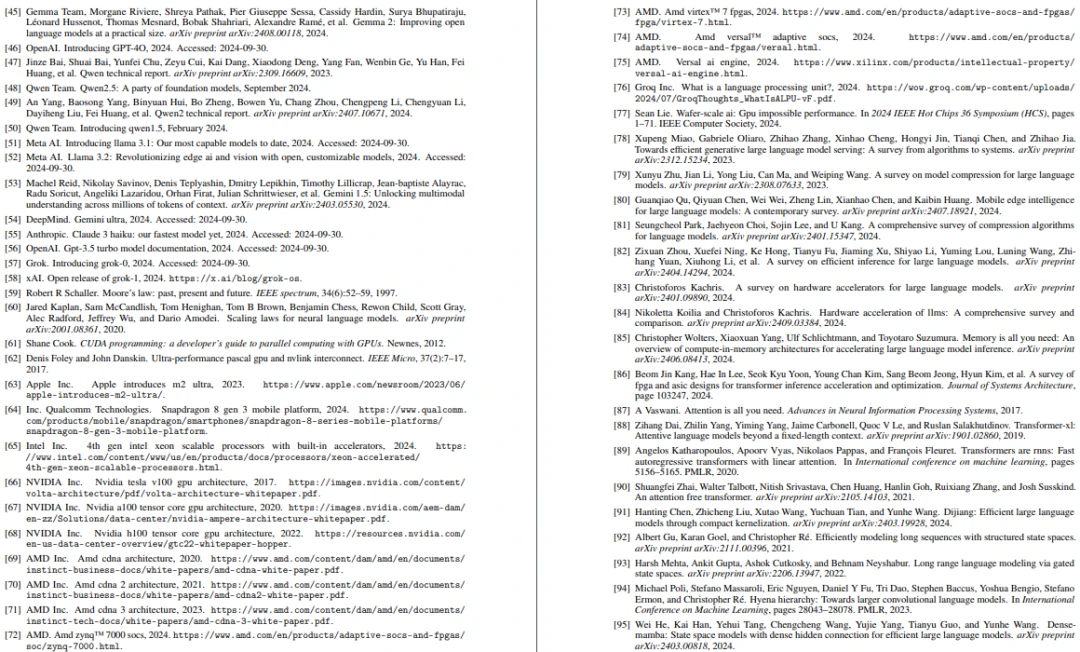 [45] Gemma Team, Morgane Riviere, Shreya Pathak, Pier Giuseppe Sessa, Cassidy Hardin, Surya Bhupatiraju,
Léonard Hussenot, Thomas Mesnard, Bobak Shahriari, Alexandre Ramé, et al. Gemma 2: Improving open
language models at a practical size. arXiv preprint arXiv:2408.00118, 2024.
[46] OpenAI. Introducing GPT-4O, 2024. Accessed: 2024-09-30.
[47] Jinze Bai, Shuai Bai, Yunfei Chu, Zeyu Cui, Kai Dang, Xiaodong Deng, Yang Fan, Wenbin Ge, Yu Han, Fei
Huang, et al. Qwen technical report. arXiv preprint arXiv:2309.16609, 2023.
[48] Qwen Team. Qwen2.5: A party of foundation models, September 2024.
[49] An Yang, Baosong Yang, Binyuan Hui, Bo Zheng, Bowen Yu, Chang Zhou, Chengpeng Li, Chengyuan Li,
Dayiheng Liu, Fei Huang, et al. Qwen2 technical report. arXiv preprint arXiv:2407.10671, 2024.
[50] Qwen Team. Introducing qwen1.5, February 2024.
[51] Meta AI. Introducing llama 3.1: Our most capable models to date, 2024. Accessed: 2024-09-30.
[52] Meta AI. Llama 3.2: Revolutionizing edge ai and vision with open, customizable models, 2024. Accessed:
2024-09-30.
[53] Machel Reid, Nikolay Savinov, Denis Teplyashin, Dmitry Lepikhin, Timothy Lillicrap, Jean-baptiste Alayrac,
Radu Soricut, Angeliki Lazaridou, Orhan Firat, Julian Schrittwieser, et al. Gemini 1.5: Unlocking multimodal
understanding across millions of tokens of context. arXiv preprint arXiv:2403.05530, 2024.
[54] DeepMind. Gemini ultra, 2024. Accessed: 2024-09-30.
[55] Anthropic. Claude 3 haiku: our fastest model yet, 2024. Accessed: 2024-09-30.
[56] OpenAI. Gpt-3.5 turbo model documentation, 2024. Accessed: 2024-09-30.
[57] Grok. Introducing grok-0, 2024. Accessed: 2024-09-30.
[58] xAI. Open release of grok-1, 2024. https://x.ai/blog/grok-os.
[59] Robert R Schaller. Moore's law: past, present and future. IEEE spectrum, 34(6):52–59, 1997.
[60] Jared Kaplan, Sam McCandlish, Tom Henighan, Tom B Brown, Benjamin Chess, Rewon Child, Scott Gray,
Alec Radford, Jeffrey Wu, and Dario Amodei. Scaling laws for neural language models. arXiv preprint
arXiv:2001.08361, 2020.
[61] Shane Cook. CUDA programming: a developer's guide to parallel computing with GPUs. Newnes, 2012.
[62] Denis Foley and John Danskin. Ultra-performance pascal gpu and nvlink interconnect. IEEE Micro, 37(2):7–17,
2017.
[63] Apple Inc. Apple introduces m2 ultra, 2023. https://www.apple.com/newsroom/2023/06/
apple-introduces-m2-ultra/.
[64] Inc. Qualcomm Technologies. Snapdragon 8 gen 3 mobile platform, 2024. https://www.qualcomm.
com/products/mobile/snapdragon/smartphones/snapdragon-8-series-mobile-platforms/
snapdragon-8-gen-3-mobile-platform.
[65] Intel Inc. 4th gen intel xeon scalable processors with built-in accelerators, 2024. https:
//www.intel.com/content/www/us/en/products/docs/processors/xeon-accelerated/
4th-gen-xeon-scalable-processors.html.
[66] NVIDIA Inc. Nvidia tesla v100 gpu architecture, 2017. https://images.nvidia.com/content/
volta-architecture/pdf/volta-architecture-whitepaper.pdf.
[67] NVIDIA Inc. Nvidia a100 tensor core gpu architecture, 2020. https://images.nvidia.com/aem-dam/
en-zz/Solutions/data-center/nvidia-ampere-architecture-whitepaper.pdf.
[68] NVIDIA Inc. Nvidia h100 tensor core gpu architecture, 2022. https://resources.nvidia.com/
en-us-data-center-overview/gtc22-whitepaper-hopper.
[69] AMD Inc. Amd cdna architecture, 2020. https://www.amd.com/content/dam/amd/en/documents/
instinct-business-docs/white-papers/amd-cdna-white-paper.pdf.
[70] AMD Inc. Amd cdna 2 architecture, 2021. https://www.amd.com/content/dam/amd/en/documents/
instinct-business-docs/white-papers/amd-cdna2-white-paper.pdf.
[71] AMD Inc. Amd cdna 3 architecture, 2023. https://www.amd.com/content/dam/amd/en/documents/
instinct-tech-docs/white-papers/amd-cdna-3-white-paper.pdf.
[72] AMD. Amd zynq™ 7000 socs, 2024. https://www.amd.com/en/products/adaptive-socs-and-fpgas/
soc/zynq-7000.html.
[73] AMD. Amd virtex™ 7 fpgas, 2024. https://www.amd.com/en/products/adaptive-socs-and-fpgas/
fpga/virtex-7.html.
[74] AMD. Amd versal™ adaptive socs, 2024. https://www.amd.com/en/products/
adaptive-socs-and-fpgas/versal.html.
[75] AMD. Versal ai engine, 2024. https://www.xilinx.com/products/intellectual-property/
versal-ai-engine.html.
[76] Groq Inc. What is a language processing unit?, 2024. https://wow.groq.com/wp-content/uploads/
2024/07/GroqThoughts_WhatIsALPU-vF.pdf.
[77] Sean Lie. Wafer-scale ai: Gpu impossible performance. In 2024 IEEE Hot Chips 36 Symposium (HCS), pages
1–71. IEEE Computer Society, 2024.
[78] Xupeng Miao, Gabriele Oliaro, Zhihao Zhang, Xinhao Cheng, Hongyi Jin, Tianqi Chen, and Zhihao Jia.
Towards efficient generative large language model serving: A survey from algorithms to systems. arXiv preprint
arXiv:2312.15234, 2023.
[79] Xunyu Zhu, Jian Li, Yong Liu, Can Ma, and Weiping Wang. A survey on model compression for large language
models. arXiv preprint arXiv:2308.07633, 2023.
[80] Guanqiao Qu, Qiyuan Chen, Wei Wei, Zheng Lin, Xianhao Chen, and Kaibin Huang. Mobile edge intelligence
for large language models: A contemporary survey. arXiv preprint arXiv:2407.18921, 2024.
[81] Seungcheol Park, Jaehyeon Choi, Sojin Lee, and U Kang. A comprehensive survey of compression algorithms
for language models. arXiv preprint arXiv:2401.15347, 2024.
[82] Zixuan Zhou, Xuefei Ning, Ke Hong, Tianyu Fu, Jiaming Xu, Shiyao Li, Yuming Lou, Luning Wang, Zhi-
hang Yuan, Xiuhong Li, et al. A survey on efficient inference for large language models. arXiv preprint
arXiv:2404.14294, 2024.
[83] Christoforos Kachris. A survey on hardware accelerators for large language models. arXiv preprint
arXiv:2401.09890, 2024.
[84] Nikoletta Koilia and Christoforos Kachris. Hardware acceleration of llms: A comprehensive survey and
comparison. arXiv preprint arXiv:2409.03384, 2024.
[85] Christopher Wolters, Xiaoxuan Yang, Ulf Schlichtmann, and Toyotaro Suzumura. Memory is all you need: An
overview of compute-in-memory architectures for accelerating large language model inference. arXiv preprint
arXiv:2406.08413, 2024.
[86] Beom Jin Kang, Hae In Lee, Seok Kyu Yoon, Young Chan Kim, Sang Beom Jeong, Hyun Kim, et al. A survey of
fpga and asic designs for transformer inference acceleration and optimization. Journal of Systems Architecture,
page 103247, 2024.
[87] A Vaswani. Attention is all you need. Advances in Neural Information Processing Systems, 2017.
[88] Zihang Dai, Zhilin Yang, Yiming Yang, Jaime Carbonell, Quoc V Le, and Ruslan Salakhutdinov. Transformer-xl:
Attentive language models beyond a fixed-length context. arXiv preprint arXiv:1901.02860, 2019.
[89] Angelos Katharopoulos, Apoorv Vyas, Nikolaos Pappas, and François Fleuret. Transformers are rnns: Fast
autoregressive transformers with linear attention. In International conference on machine learning, pages
5156–5165. PMLR, 2020.
[90] Shuangfei Zhai, Walter Talbott, Nitish Srivastava, Chen Huang, Hanlin Goh, Ruixiang Zhang, and Josh Susskind.
An attention free transformer. arXiv preprint arXiv:2105.14103, 2021.
[91] Hanting Chen, Zhicheng Liu, Xutao Wang, Yuchuan Tian, and Yunhe Wang. Dijiang: Efficient large language
models through compact kernelization. arXiv preprint arXiv:2403.19928, 2024.
[92] Albert Gu, Karan Goel, and Christopher Ré. Efficiently modeling long sequences with structured state spaces.
arXiv preprint arXiv:2111.00396, 2021.
[93] Harsh Mehta, Ankit Gupta, Ashok Cutkosky, and Behnam Neyshabur. Long range language modeling via gated
state spaces. arXiv preprint arXiv:2206.13947, 2022.
[94] Michael Poli, Stefano Massaroli, Eric Nguyen, Daniel Y Fu, Tri Dao, Stephen Baccus, Yoshua Bengio, Stefano
Ermon, and Christopher Ré. Hyena hierarchy: Towards larger convolutional language models. In International
Conference on Machine Learning, pages 28043–28078. PMLR, 2023.
[95] Wei He, Kai Han, Yehui Tang, Chengcheng Wang, Yujie Yang, Tianyu Guo, and Yunhe Wang. Dense-
mamba: State space models with dense hidden connection for efficient large language models. arXiv preprint
arXiv:2403.00818, 2024.